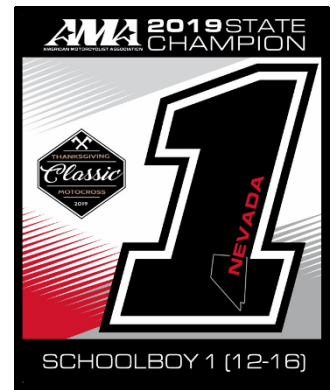 AMA 2019 STATE
AMERICAN MOTORCYCLIST ASSOCIATION CHAMPION
THANKSGIVING
Classic
MOTOCROSS
2019
1
NEVADA
SCHOOLBOY 1 (12-16)